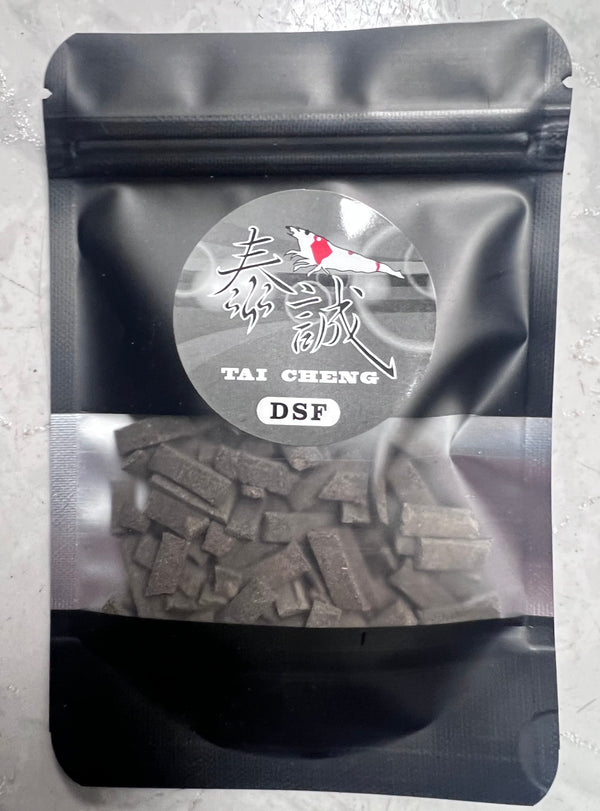 泰誠
TAI CHENG
DSF